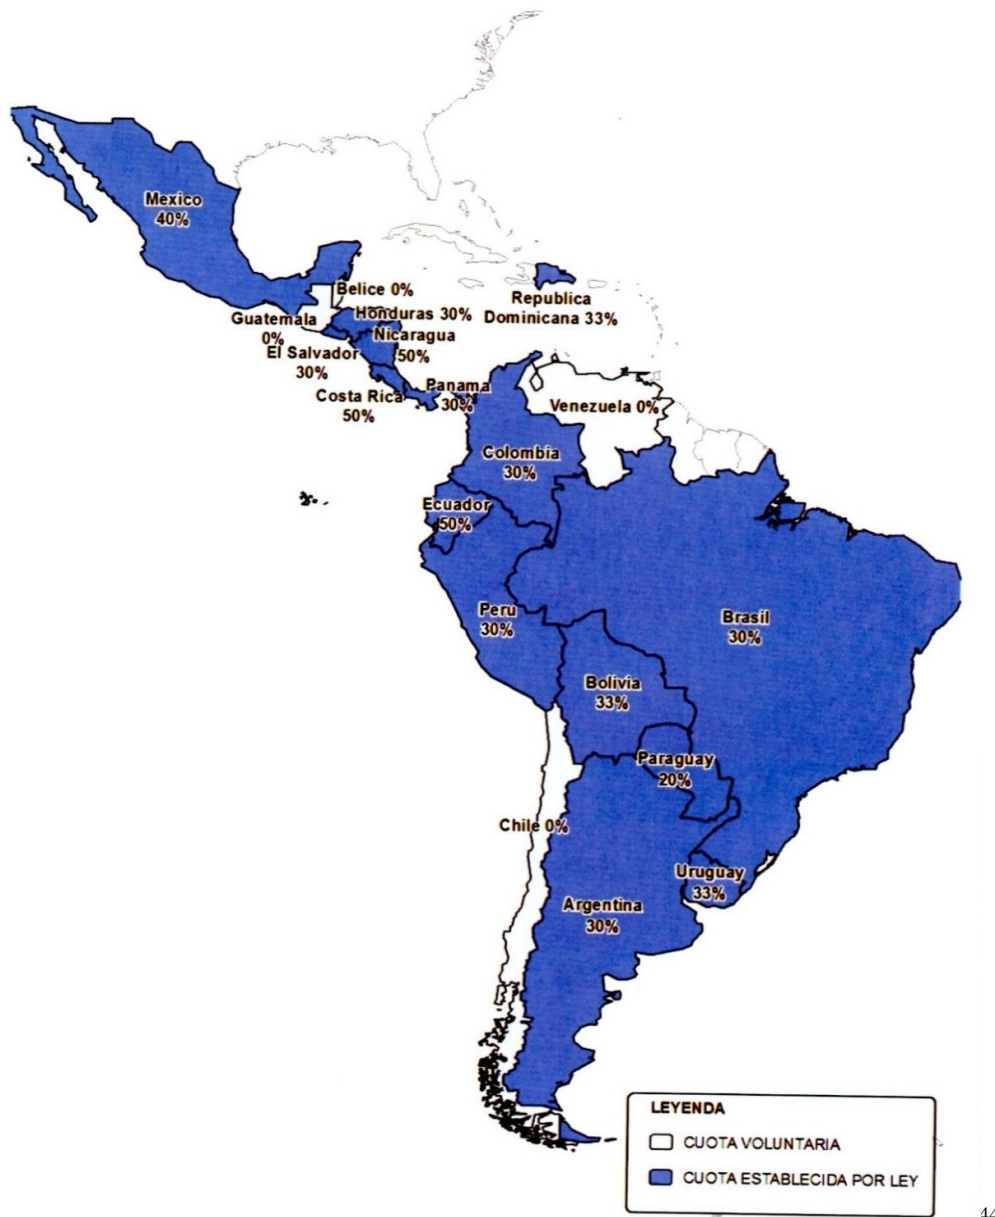 Mexico
40%
Belice 0%
Guatemala
0%
Honduras 30%
Nicaragua
50%
El Salvador
30%
Costa Rica
50%
Panama
30%
Republica
Dominicana 33%
Venezuela 0%
Colombia
30%
Ecuador
50%
Peru
30%
Brasil
30%
Bolivia
33%
Paraguay
20%
Chile 0%
Uruguay
33%
Argentina
30%
LEYENDA
CUOTA VOLUNTARIA
CUOTA ESTABLECIDA POR LEY